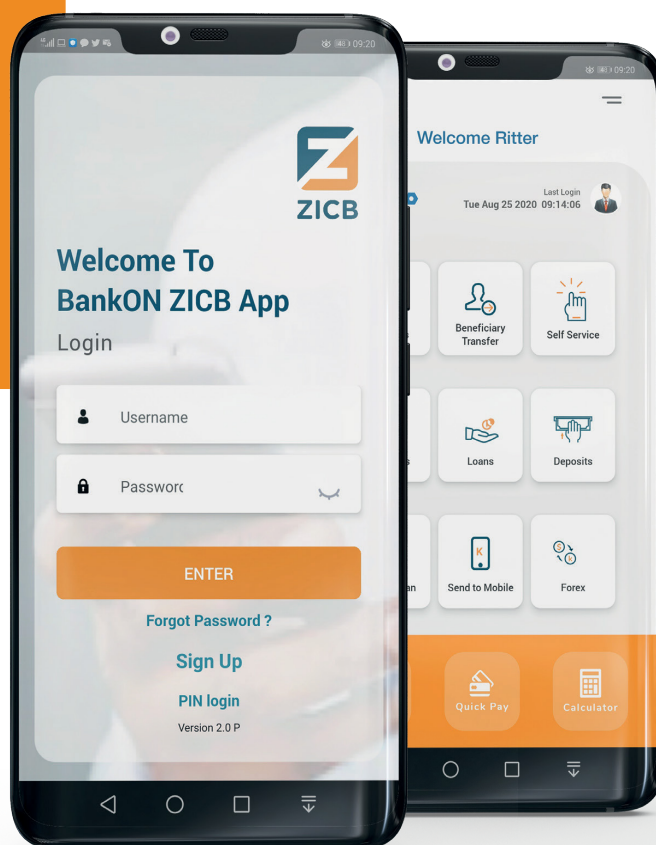 09:20
ZICB
Welcome To
BankON ZICB App
Login
Username
Passworc
ENTER
Forgot Password ?
Sign Up
PIN login
Version 2.0 P
09:20
Welcome Ritter
Last Login
Tue Aug 25 2020 09:14:06
Beneficiary
Transfer
Self Service
Loans
Deposits
K
Send to Mobile
Forex
Quick Pay
Calculator